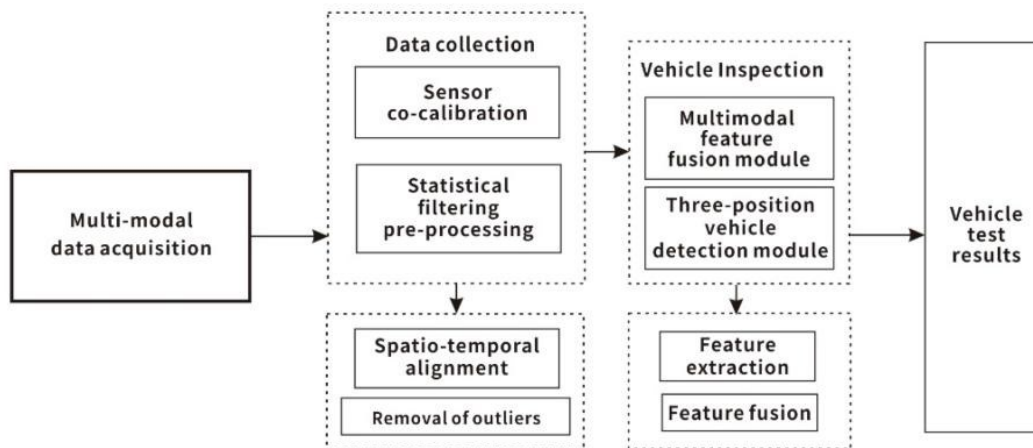 Multi-modal
data acquisition
Data collection
Sensor
co-calibration
Statistical
filtering
pre-processing
Spatio-temporal
alignment
Removal of outliers
Vehicle Inspection
Multimodal
feature
fusion module
Three-position
vehicle
detection module
Feature
extraction
Feature fusion
Vehicle
test
results